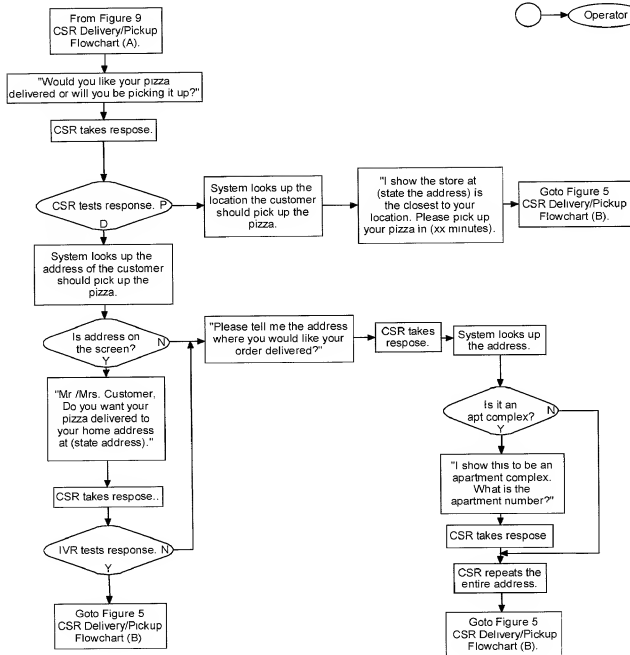 From Figure 9
CSR Delivery/Pickup
Flowchart (A).
Operator
"Would you like your pizza
delivered or will you be picking it up?"
CSR takes respose.
CSR tests response. P
D
System looks up the
location the customer
should pick up the
pizza.
"I show the store at
(state the address) is
the closest to your
location. Please pick up
your pizza in (xx minutes).
Goto Figure 5
CSR Delivery/Pickup
Flowchart (B).
System looks up the
address of the customer
should pick up the
pizza.
Is address on
the screen? N
Y
"Please tell me the address
where you would like your
order delivered?"
CSR takes
respose.
System looks up
the address.
"Mr /Mrs. Customer,
Do you want your
pizza delivered to
your home address
at (state address)."
CSR takes respose..
IVR tests response. N
Y
Goto Figure 5
CSR Delivery/Pickup
Flowchart (B)
Is it an N
apt complex?
Y
"I show this to be an
apartment complex.
What is the
apartment number?"
CSR takes respose
CSR repeats the
entire address.
Goto Figure 5
CSR Delivery/Pickup
Flowchart (B).